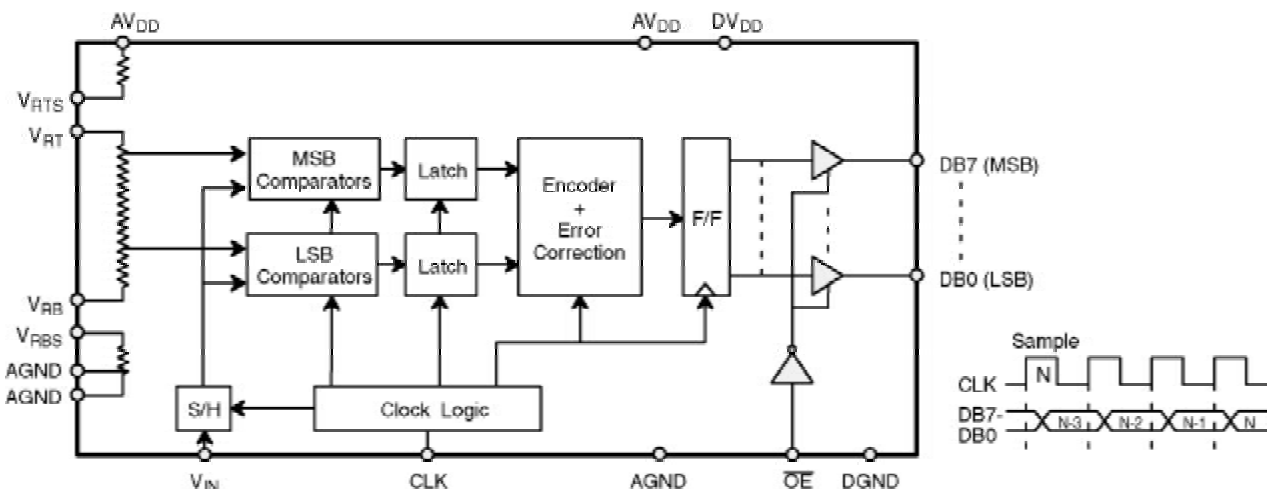 AVDD
AVDD
DVDD
VRTS
VRT
MSB
Comparators
Latch
Encoder
+
Error
Correction
F/F
DB7 (MSB)
LSB
Comparators
Latch
DB0 (LSB)
VRB
VRBS
AGND
AGND
S/H
Clock Logic
VIN
CLK
AGND
OE
DGND
Sample
CLK
N
DB7-
DB0
N-3
N-2
N-1
N